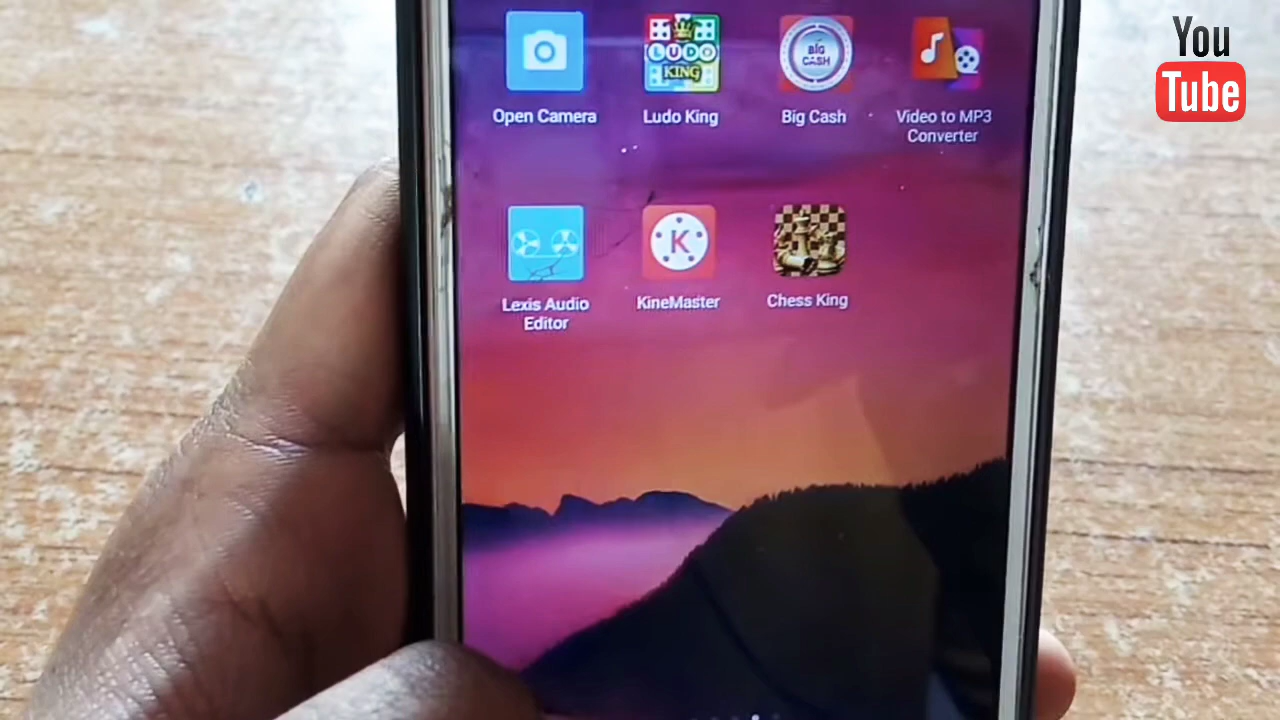 You
Tube
LUDO
KING
BIG
CASH
Open Camera
Ludo King
Big Cash
Video to MP3
Converter
K
Lexis Audio
Editor
KineMaster
Chess King